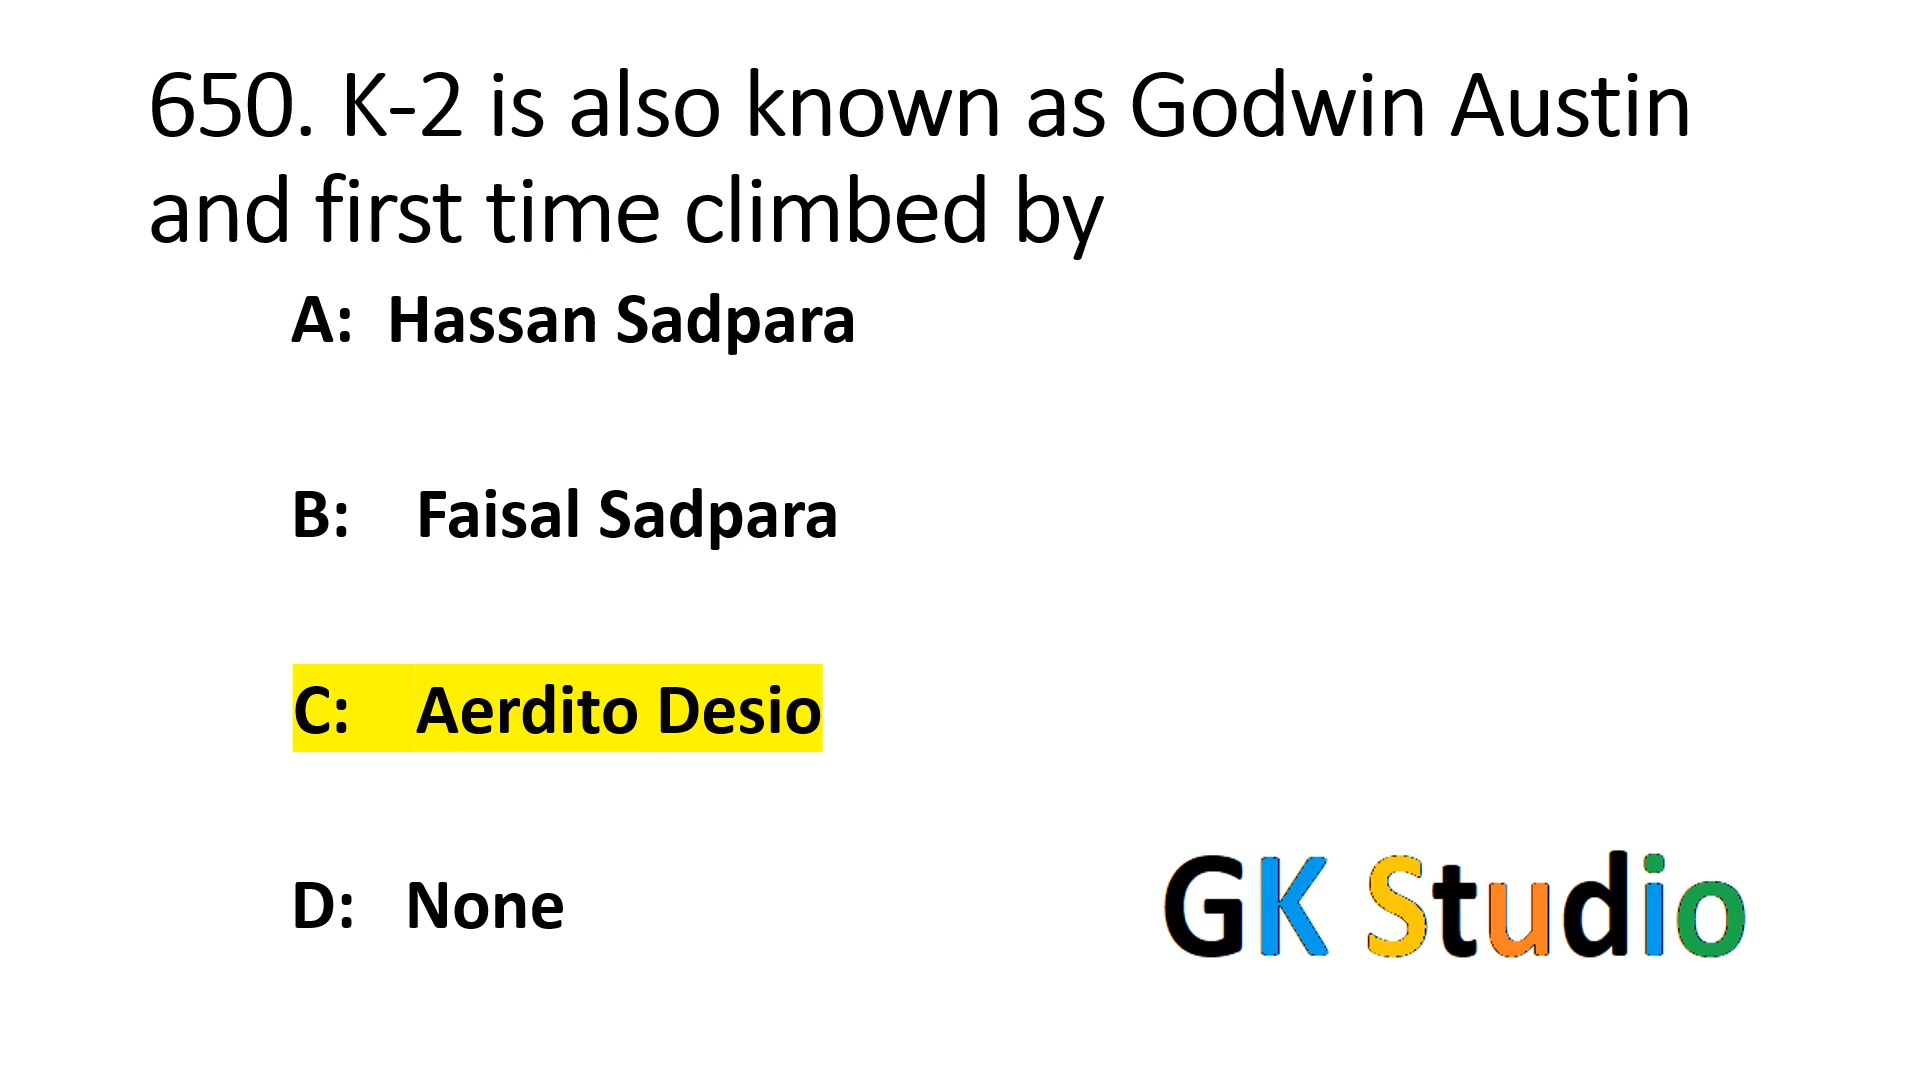 650. K-2 is also known as Godwin Austin
and first time climbed by
A: Hassan Sadpara
B: Faisal Sadpara
C: Aerdito Desio
D: None
GK Studio